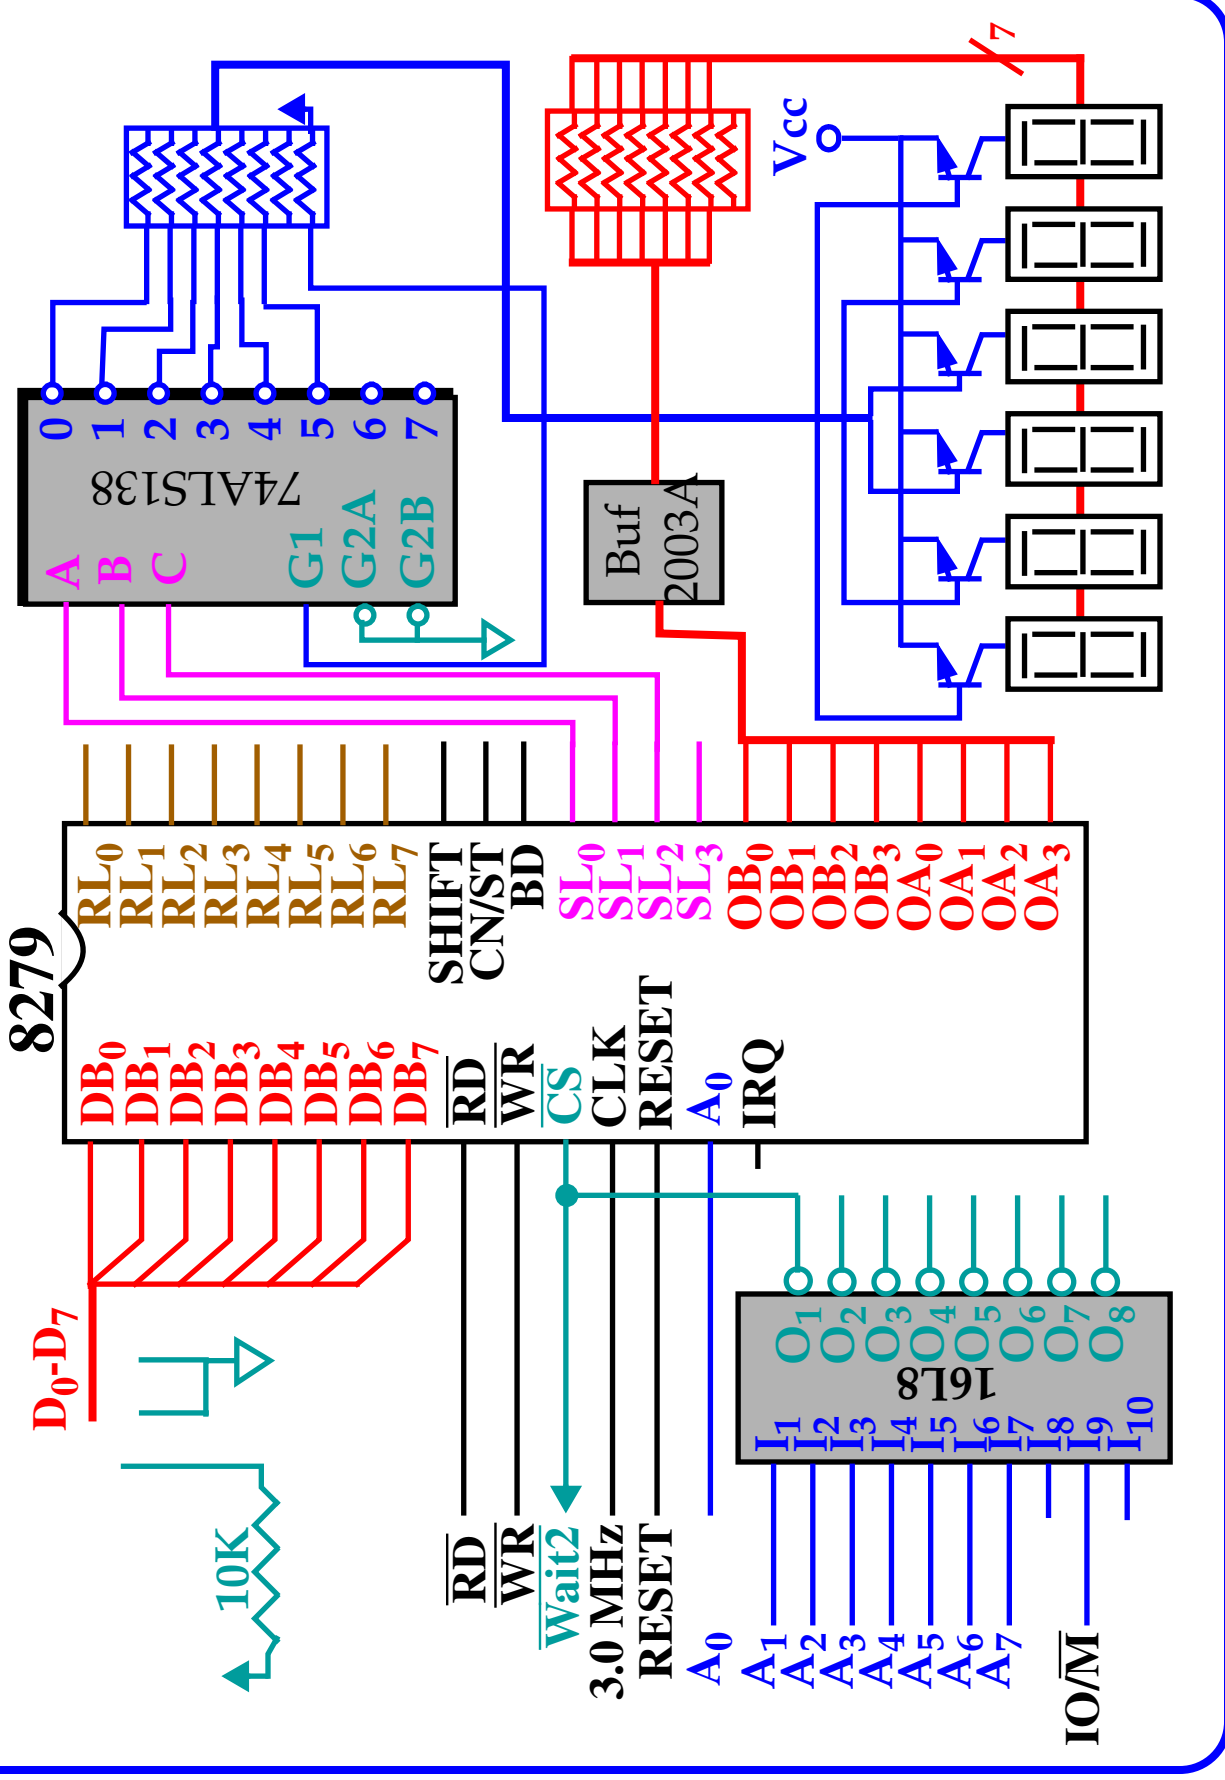 7
Vcc
0
1
2
3
4
5
6
7
74ALS138
A
B
C
G1
G2A
G2B
Buf
2003A
8279
RL0
RL1
RL2
RL3
RL4
RL5
RL6
RL7
SHIFT
CN/ST
BD
SL0
SL1
SL2
SL3
OB0
OB1
OB2
OB3
OA0
OA1
OA2
OA3
DB0
DB1
DB2
DB3
DB4
DB5
DB6
DB7
RD
WR
CS
CLK
RESET
A0
IRQ
D0-D7
10K
O1
O2
O3
O4
O5
O6
O7
O8
16L8
I1
I2
I3
I4
I5
I6
I7
I8
I9
I10
RD
WR
Wait2
3.0 MHz
RESET
A0
A1
A2
A3
A4
A5
A6
A7
IO/M